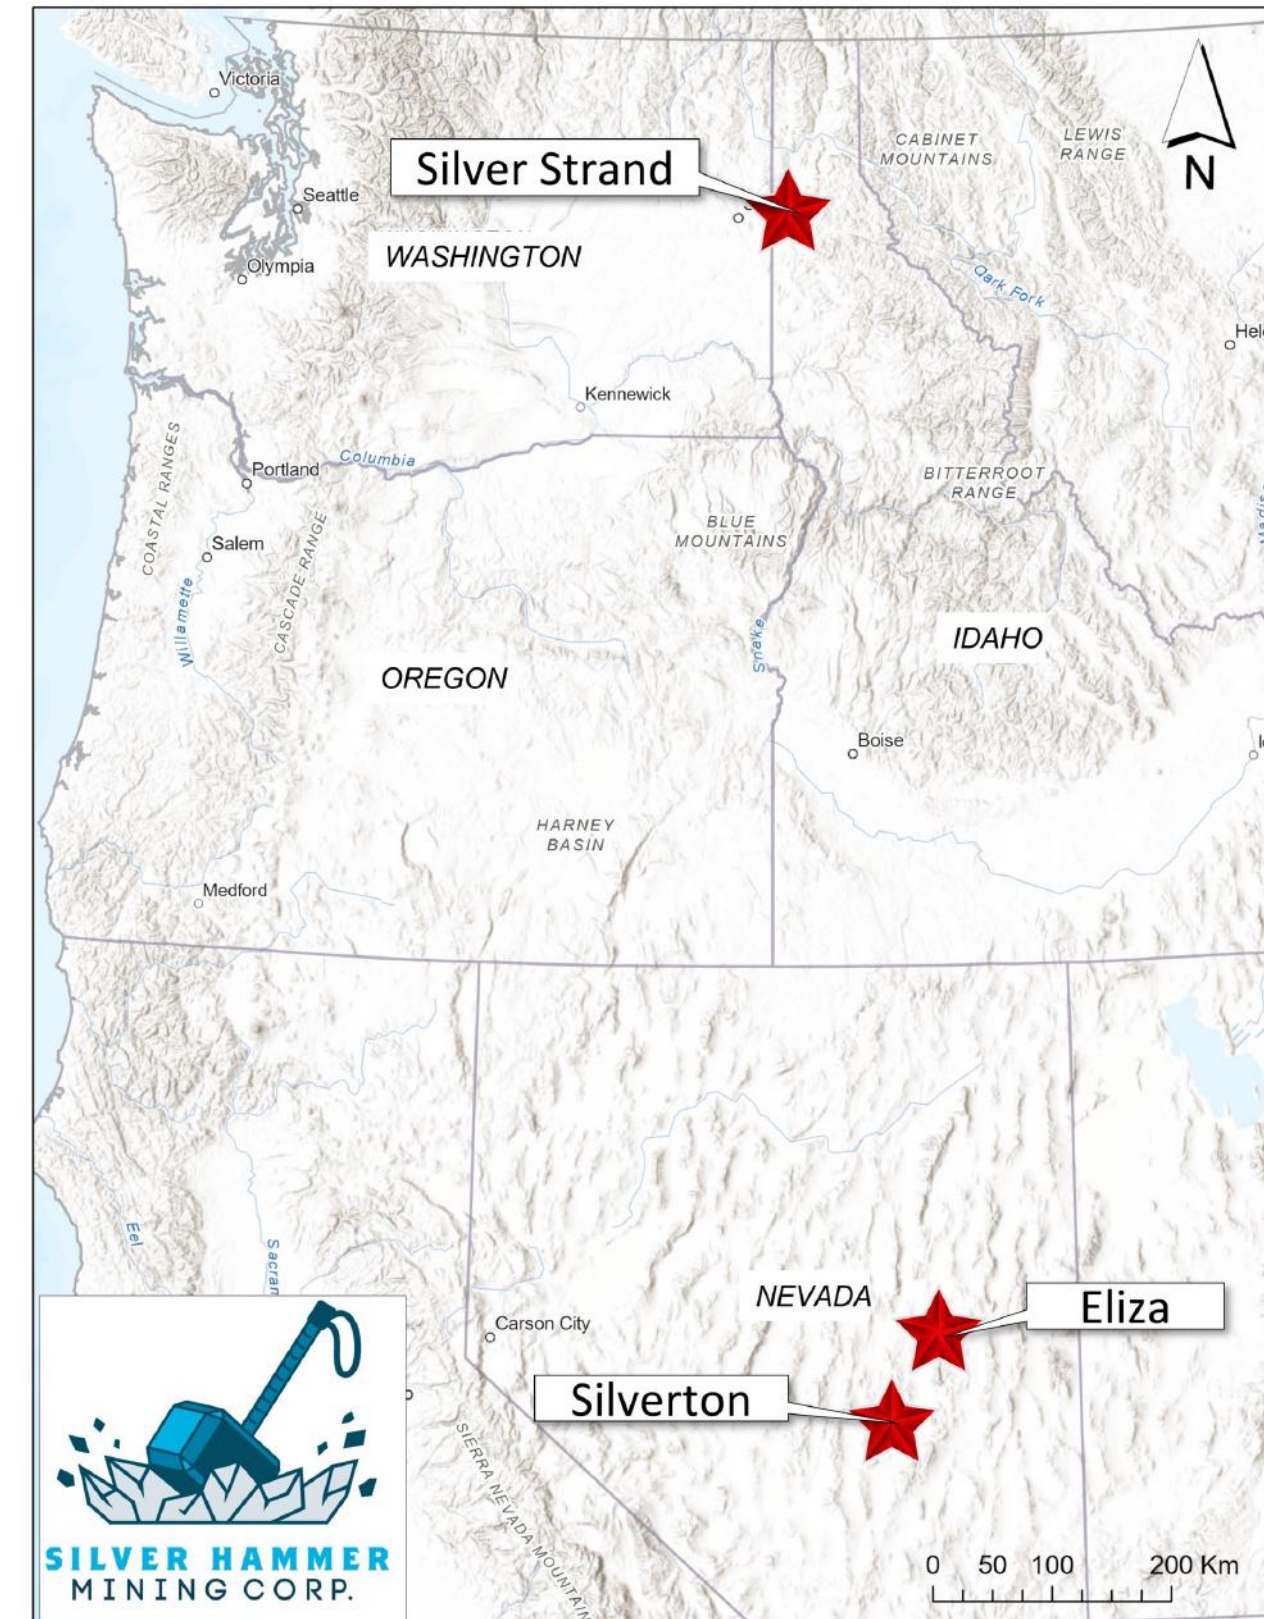 Victoria
N
CABINET
MOUNTAINS
LEWIS
RANGE
Silver Strand
Seattle
WASHINGTON
Olympia
Clark Fork
Kennewick
COASTAL RANGES
Columbia
Portland
BITTERROOT
RANGE
BLUE
MOUNTAINS
Salem
CASCADE RANGE
Willamette
Snake
IDAHO
OREGON
Boise
HARNEY
BASIN
Medford
Eel
NEVADA
Eliza
Carson City
Silverton
SIERRA NEVADA MOUNTAIN
0 50 100 200 Km
SILVER HAMMER
MINING CORP.